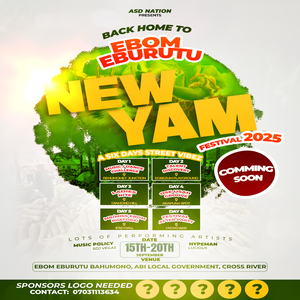 ASD NATION
PRESENTS
BACK HOME TO
EBOM
EBURUTU
NEW
YAM
FESTIVAL 2025
A SIX DAYS STREET VIBEZ
COMMING
SOON
DAY 1
DAY 2
DAY 3
DAY 4
DAY 5
DAY 6
LOTS OF PERFORMING ARTISTS
MUSIC POLICY
DATE
15TH-20TH
SEPTEMBER
HYPEMAN
VENUE
EBOM EBURUTU BAHUMONO, ABI LOCAL GOVERNMENT, CROSS RIVER
SPONSORS LOGO NEEDED
CONTACT: 07031113634
? ? ? ? ?